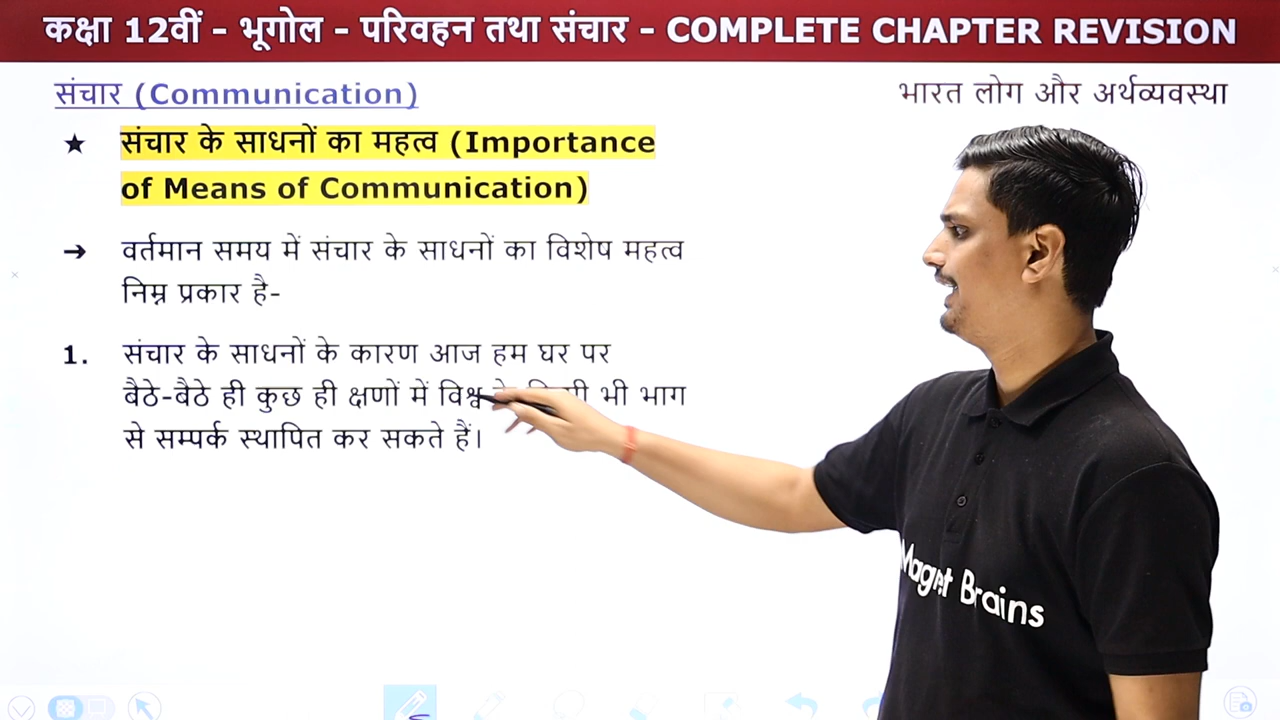 कक्षा 12वीं - भूगोल - परिवहन तथा संचार - COMPLETE CHAPTER REVISION
संचार (Communication)
भारत लोग और अर्थव्यवस्था
★ संचार के साधनों का महत्व (Importance
of Means of Communication)
➔ वर्तमान समय में संचार के साधनों का विशेष महत्व
निम्न प्रकार है-
1. संचार के साधनों के कारण आज हम घर पर
बैठे-बैठे ही कुछ ही क्षणों में विश्व भी भाग
से सम्पर्क स्थापित कर सकते हैं।
Magnet Brains